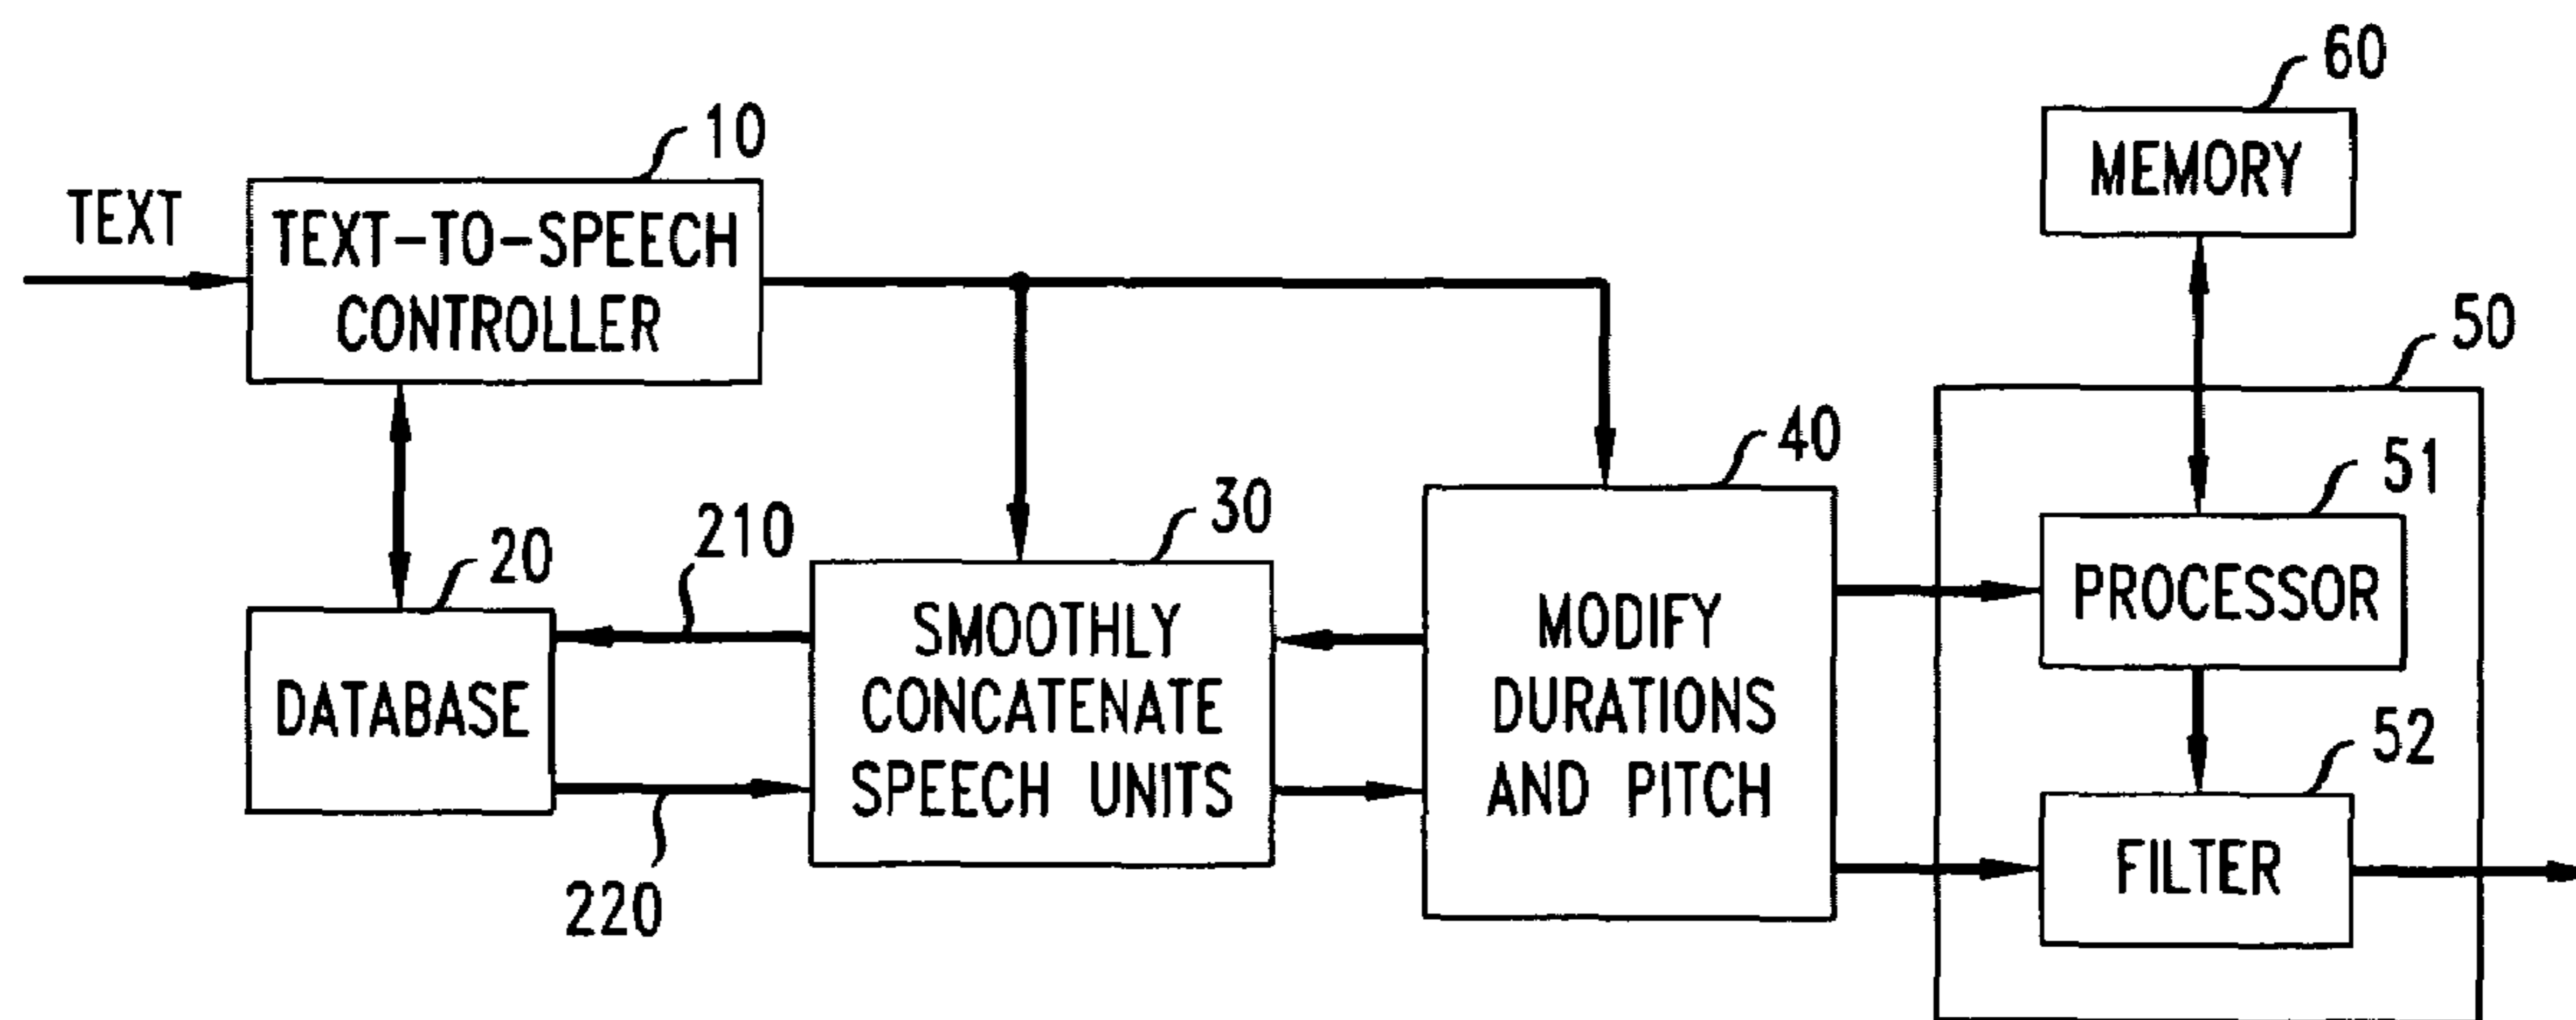 TEXT
10
TEXT-TO-SPEECH
CONTROLLER
20
DATABASE
210
220
30
SMOOTHLY
CONCATENATE
SPEECH UNITS
40
MODIFY
DURATIONS
AND PITCH
60
MEMORY
50
51
PROCESSOR
52
FILTER